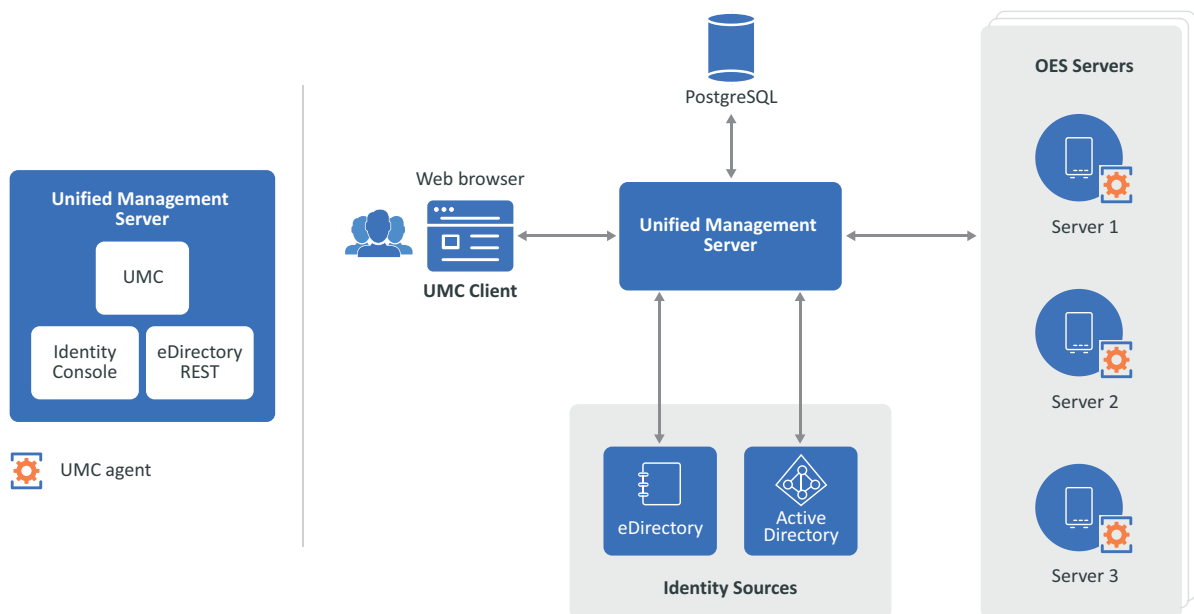 Unified Management
Server
UMC
Identity
Console
eDirectory
REST
UMC agent
PostgreSQL
Web browser
UMC Client
Unified Management
Server
eDirectory
Active
Directory
Identity Sources
OES Servers
Server 1
Server 2
Server 3